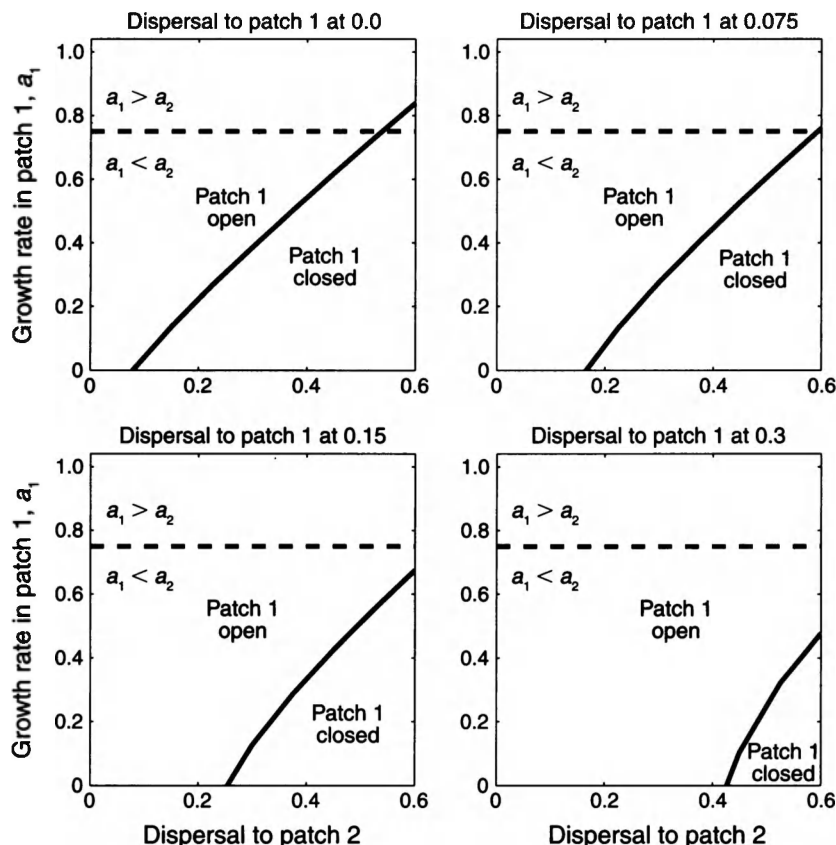 Dispersal to patch 1 at 0.0
Growth rate in patch 1, a₁
1.0
0.8
0.6
0.4
0.2
0
a₁ > a₂
a₁ < a₂
Patch 1
open
Patch 1
closed
0
0.2
0.4
0.6
Dispersal to patch 1 at 0.075
1.0
0.8
0.6
0.4
0.2
0
a₁ > a₂
a₁ < a₂
Patch 1
open
Patch 1
closed
0
0.2
0.4
0.6
Dispersal to patch 1 at 0.15
Growth rate in patch 1, a₁
1.0
0.8
0.6
0.4
0.2
0
a₁ > a₂
a₁ < a₂
Patch 1
open
Patch 1
closed
0
0.2
0.4
0.6
Dispersal to patch 2
Dispersal to patch 1 at 0.3
1.0
0.8
0.6
0.4
0.2
0
a₁ > a₂
a₁ < a₂
Patch 1
open
Patch 1
closed
0
0.2
0.4
0.6
Dispersal to patch 2